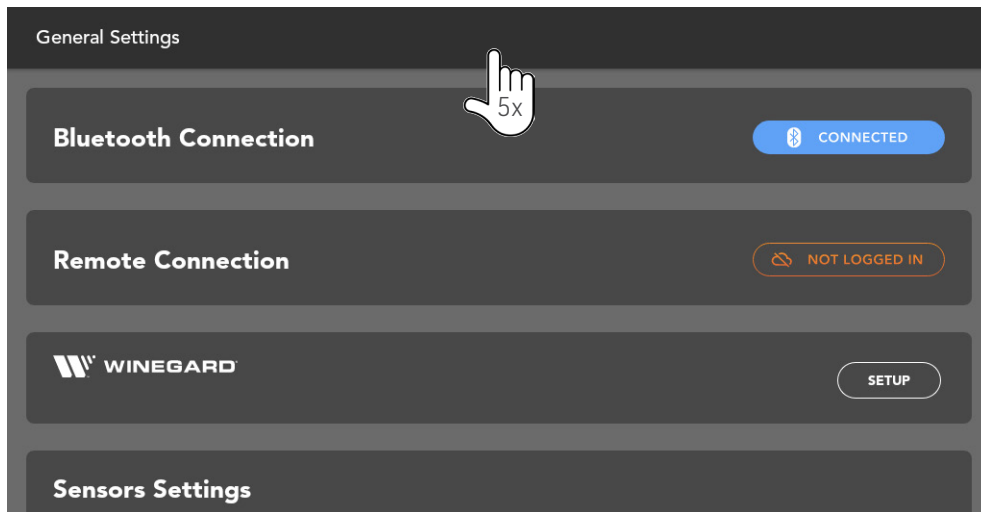 General Settings
5x
Bluetooth Connection
CONNECTED
Remote Connection
NOT LOGGED IN
WINEGARD
SETUP
Sensors Settings